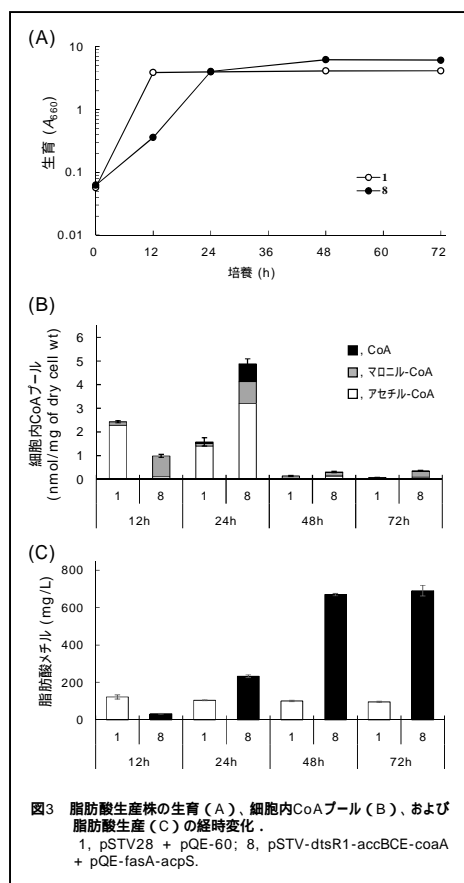 (A)
10
1
0.1
0.01
生育 (A660)
1
8
0 12 24 36 48 60 72
培養 (h)
(B)
細胞内CoAプール
(nmol/mg of dry cell wt)
6
5
4
3
2
1
0
, CoA
, マロニル-CoA
, アセチル-CoA
1 8 1 8 1 8 1 8
12h 24h 48h 72h
(C)
脂肪酸メチル (mg/L)
800
600
400
200
0
1 8 1 8 1 8 1 8
12h 24h 48h 72h
図3 脂肪酸生産株の生育（A）、細胞内CoAプール（B）、および
脂肪酸生産（C）の経時変化．
1, pSTV28 + pQE-60; 8, pSTV-dtsR1-accBCE-coaA
+ pQE-fasA-acpS.